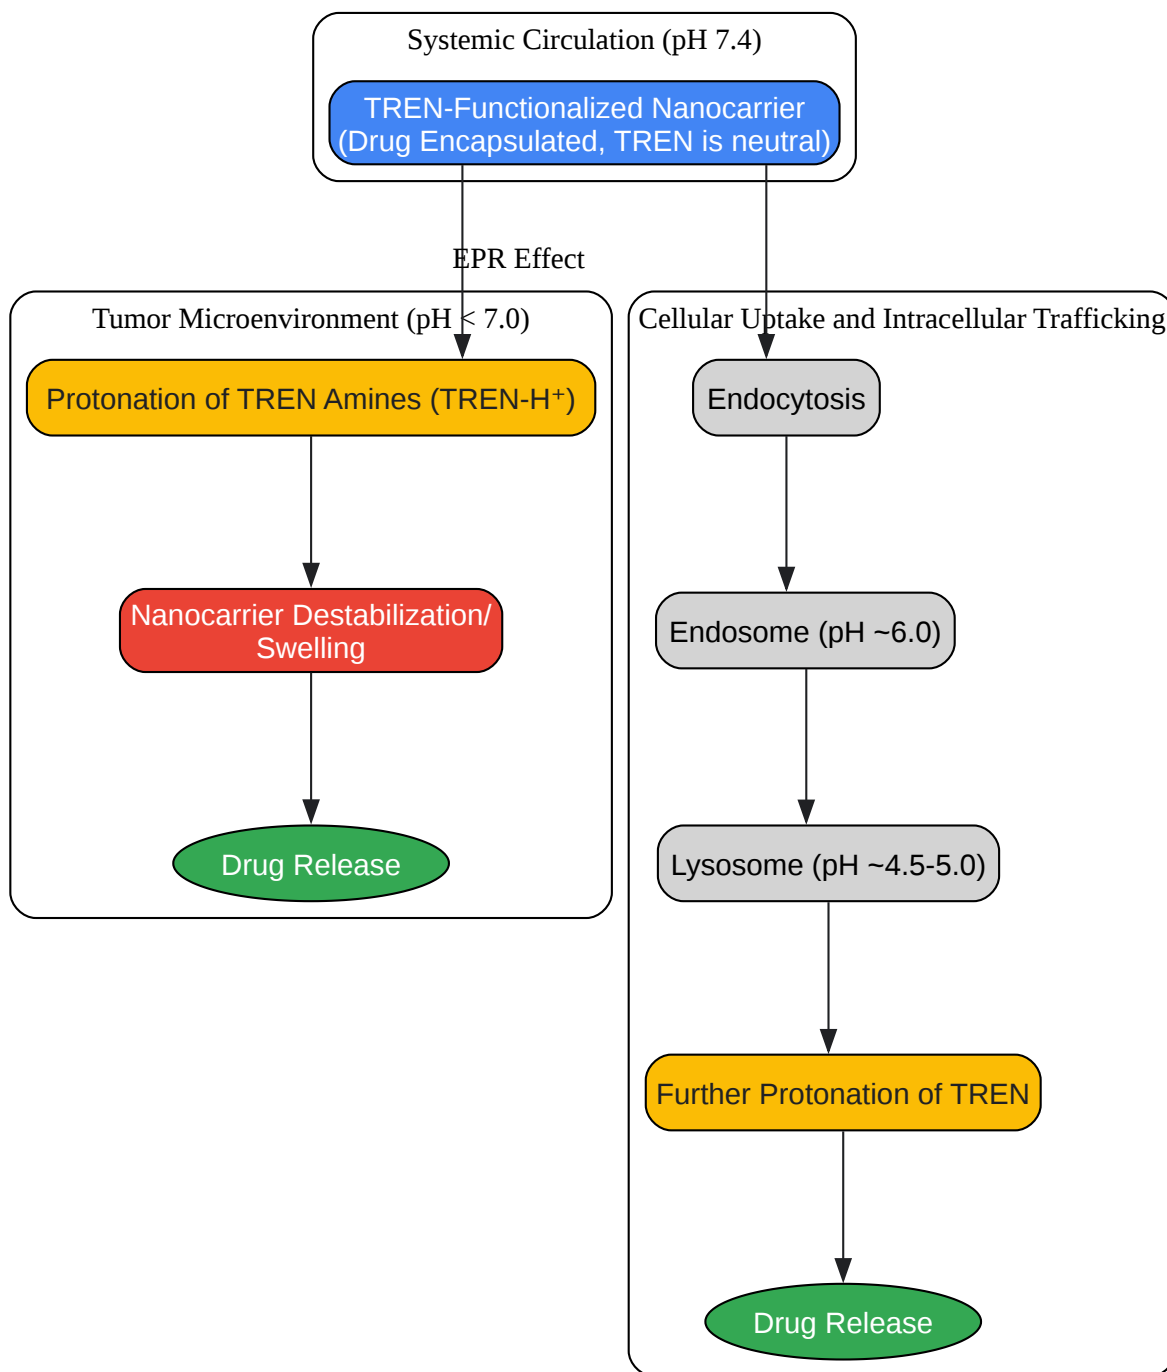 Systemic Circulation (pH 7.4)
TREN-Functionalized Nanocarrier
(Drug Encapsulated, TREN is neutral)
EPR Effect
Tumor Microenvironment (pH < 7.0)
Protonation of TREN Amines (TREN-H⁺)
Nanocarrier Destabilization/
Swelling
Drug Release
Cellular Uptake and Intracellular Trafficking
Endocytosis
Endosome (pH ~6.0)
Lysosome (pH ~4.5-5.0)
Further Protonation of TREN
Drug Release